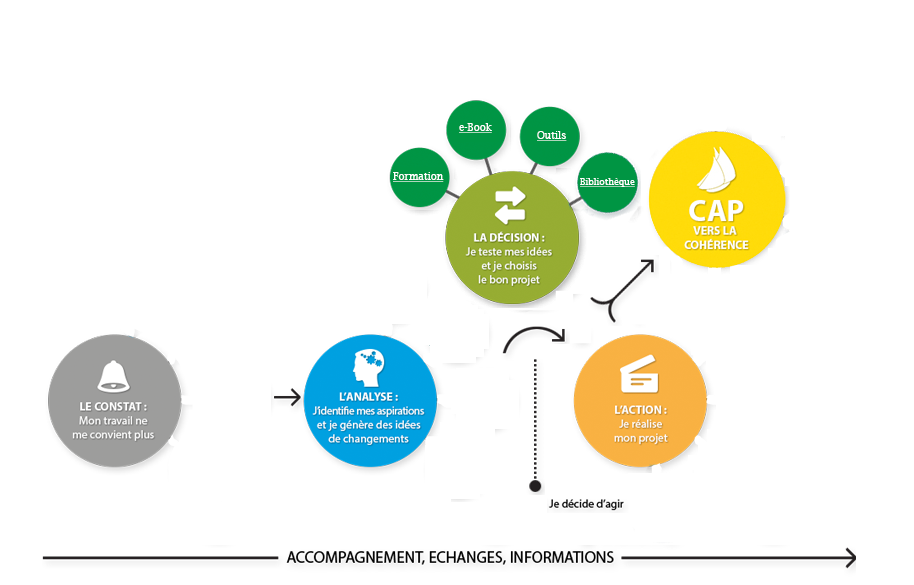 Formation
e-Book
Outils
Bibliothèque
LA DÉCISION :
Je teste mes idées
et je choisis
le bon projet
CAP
VERS LA
COHÉRENCE
LE CONSTAT :
Mon travail ne
me convient plus
L'ANALYSE :
J'identifie mes aspirations
et je génère des idées
de changements
L'ACTION :
Je réalise
mon projet
Je décide d'agir
ACCOMPAGNEMENT, ECHANGES, INFORMATIONS